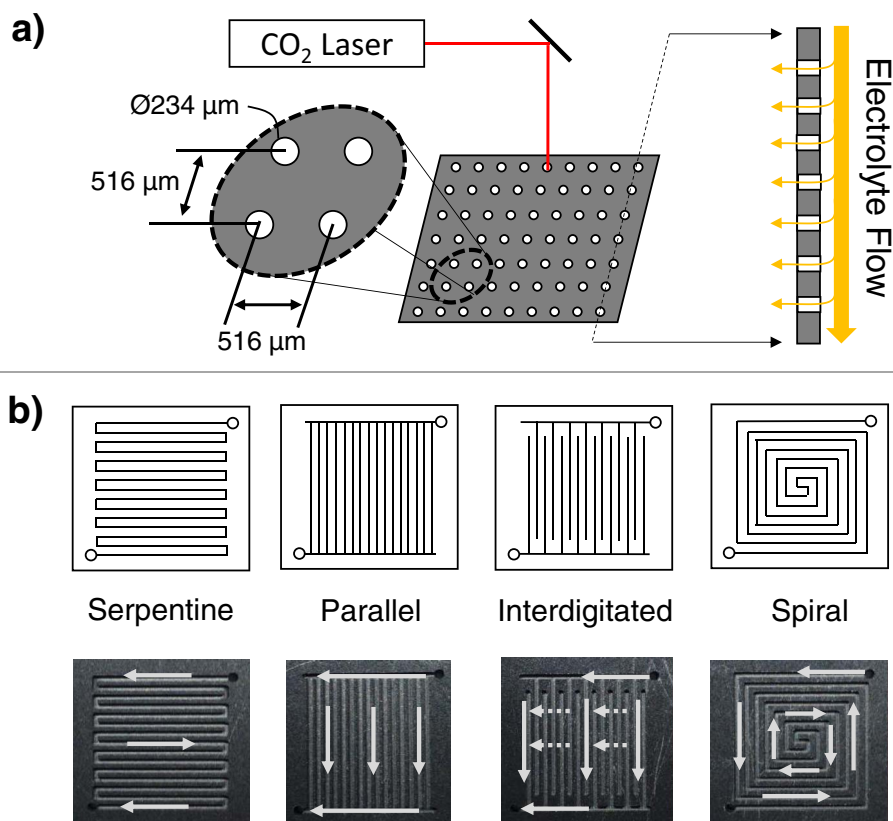 a)
CO₂ Laser
Ø234 μm
516 μm
516 μm
Electrolyte Flow
b)
Serpentine
Parallel
Interdigitated
Spiral